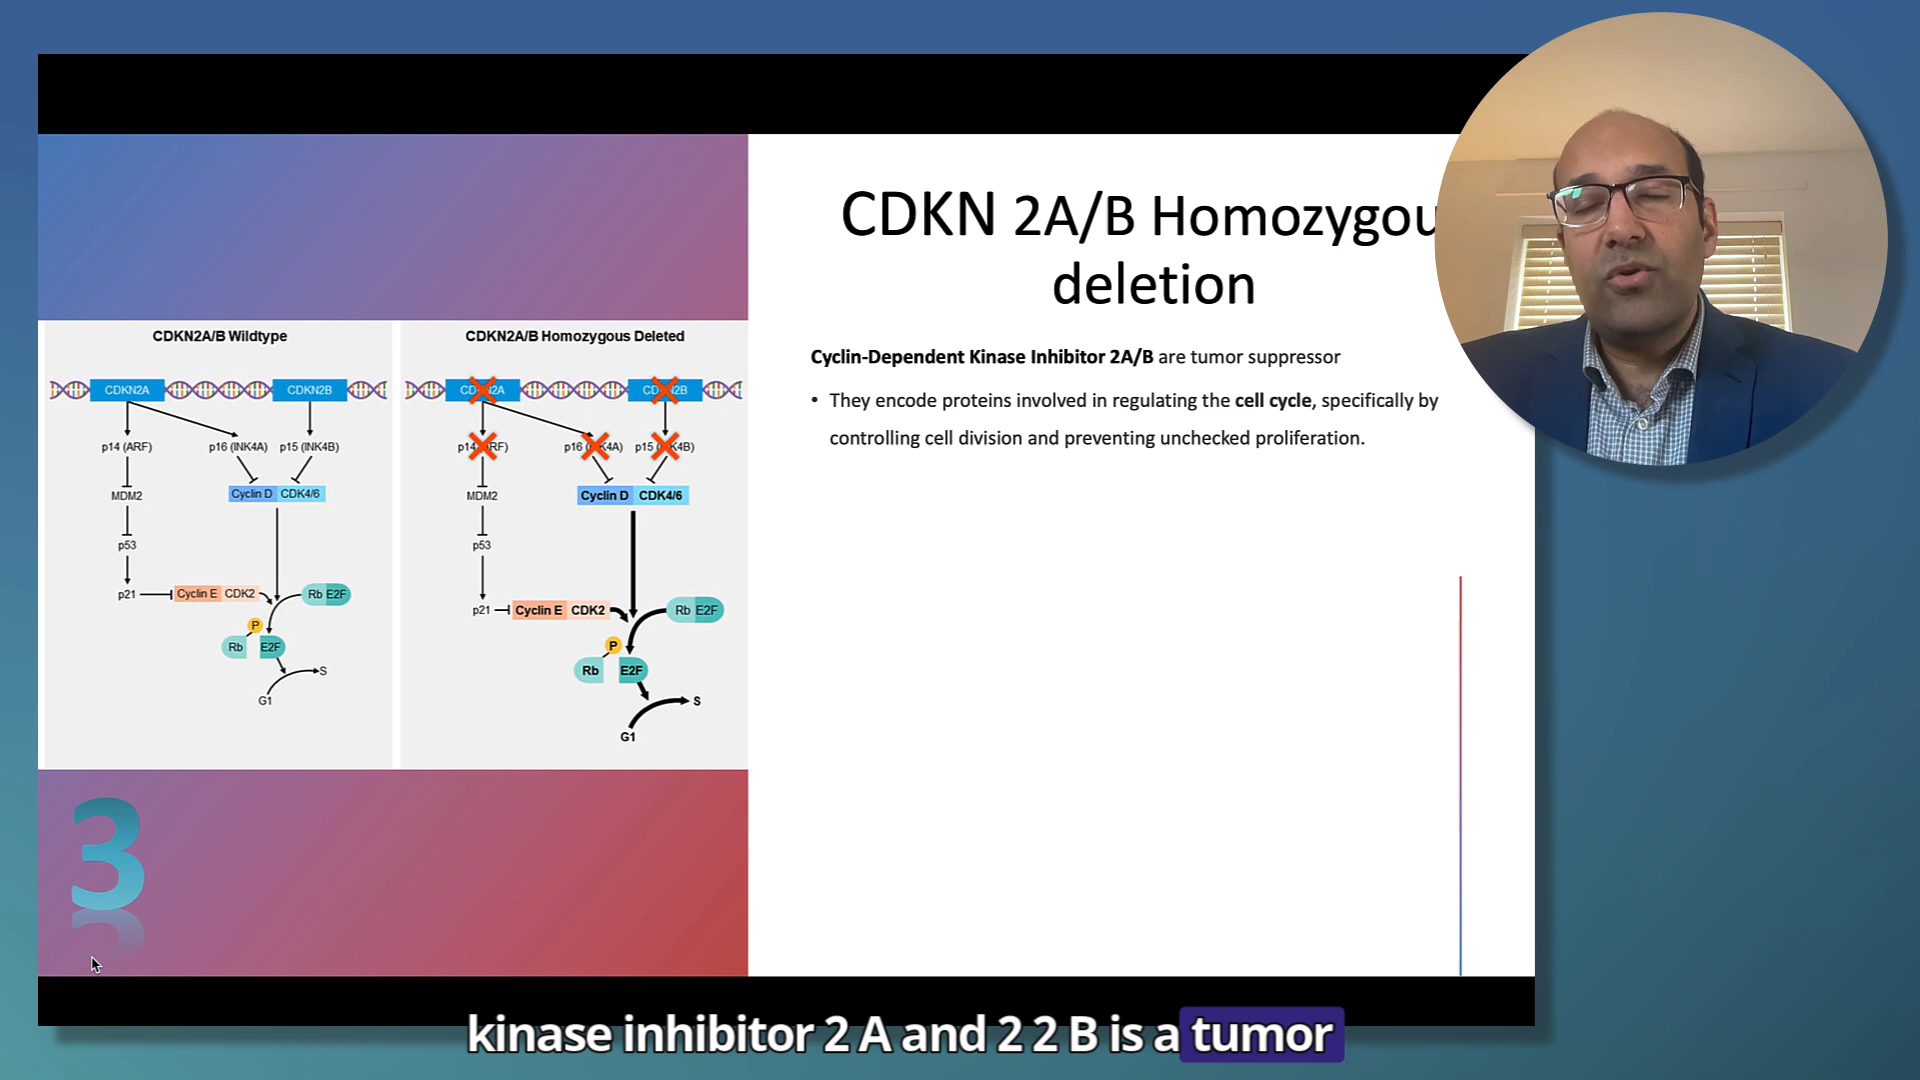 CDKN 2A/B Homozygou
deletion
Cyclin-Dependent Kinase Inhibitor 2A/B are tumor suppressor
• They encode proteins involved in regulating the cell cycle, specifically by
controlling cell division and preventing unchecked proliferation.
CDKN2A/B Wildtype
CDKN2A CDKN2B
p14 (ARF) p16 (INK4A) p15 (INK4B)
MDM2 Cyclin D CDK4/6
p53
p21 Cyclin E CDK2 Rb E2F
P
Rb E2F
S
G1
CDKN2A/B Homozygous Deleted
MDM2 Cyclin D CDK4/6
p53
p21 Cyclin E CDK2 Rb E2F
P
Rb E2F
S
G1
3
kinase inhibitor 2 A and 2 2 B is a tumor